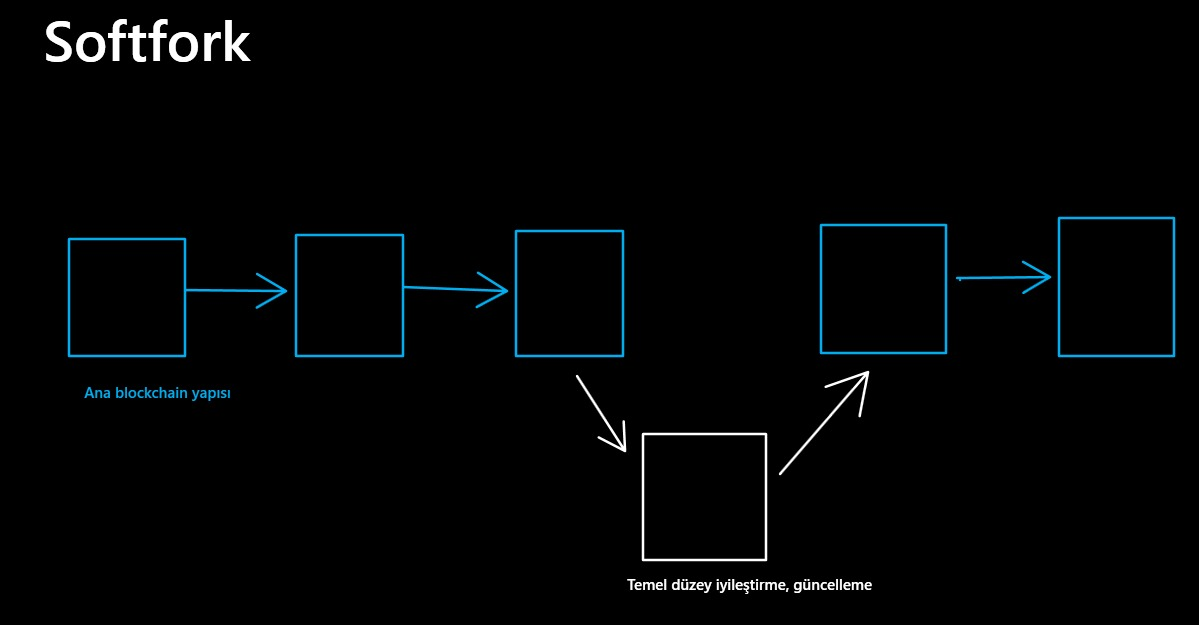 Softfork
Ana blockchain yapısı
Temel düzey iyileştirme, güncelleme